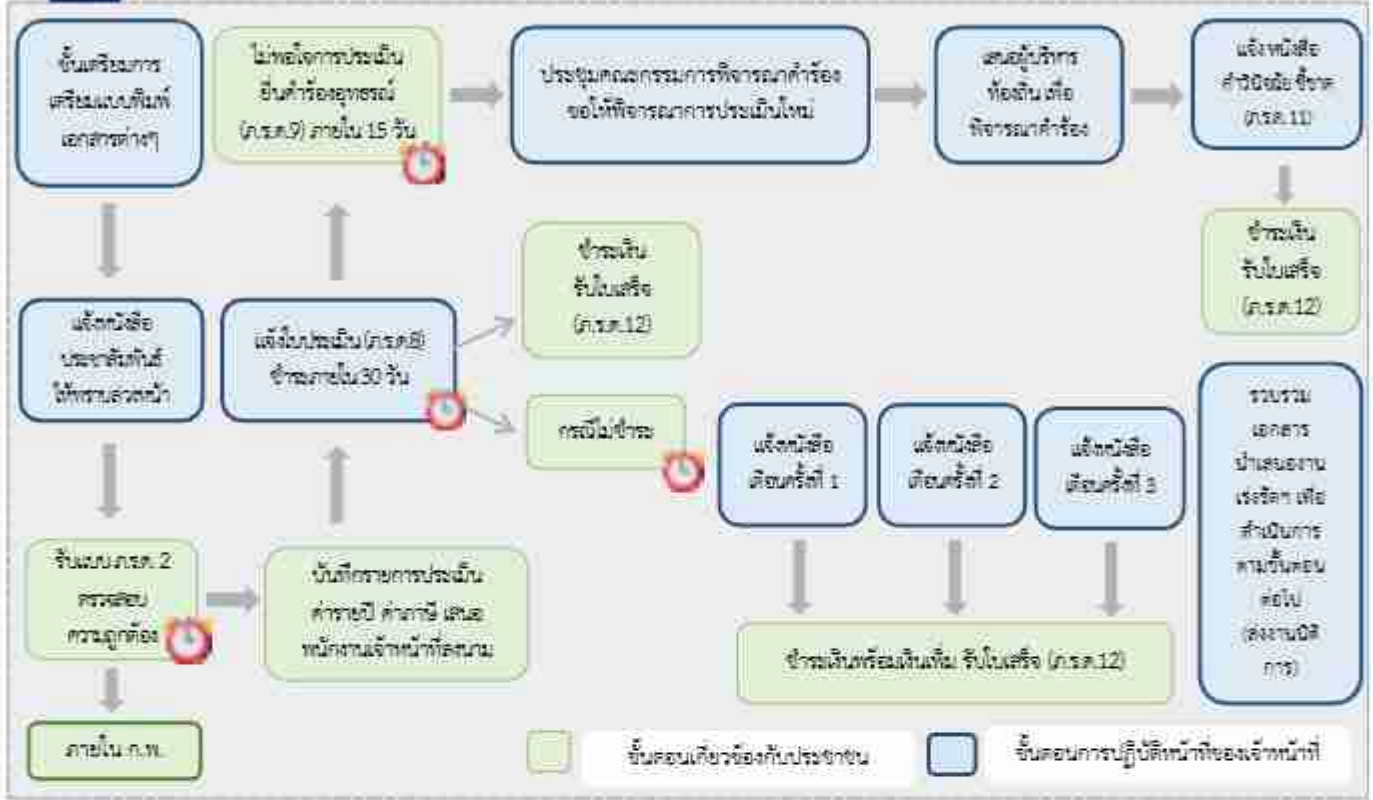 ขั้นเตรียมการ
เตรียมแบบพิมพ์
เอกสารต่างๆ
ไม่พอใจการประเมิน
ยื่นคำร้องอุทธรณ์
(ภ.ร.ด.9) ภายใน 15 วัน
ประชุมคณะกรรมการพิจารณาคำร้อง
ขอให้พิจารณาการประเมินใหม่
เสนอผู้บริหาร
ท้องถิ่น เพื่อ
พิจารณาคำร้อง
แจ้งหนังสือ
คำวินิจฉัย ชี้ขาด
(ภ.ร.ด.11)
ชำระเงิน
รับใบเสร็จ
(ภ.ร.ด.12)
แจ้งหนังสือ
ประชาสัมพันธ์
ให้ทราบล่วงหน้า
แจ้งใบประเมิน (ภ.ร.ด.8)
ชำระภายใน 30 วัน
ชำระเงิน
รับใบเสร็จ
(ภ.ร.ด.12)
กรณีไม่ชำระ
แจ้งหนังสือ
เตือนครั้งที่ 1
แจ้งหนังสือ
เตือนครั้งที่ 2
แจ้งหนังสือ
เตือนครั้งที่ 3
รวบรวม
เอกสาร
นำเสนองาน
เร่งรัดฯ เพื่อ
ดำเนินการ
ตามขั้นตอน
ต่อไป
(ส่งงานนิติ
การ)
รับแบบ ภ.ร.ด. 2
ตรวจสอบ
ความถูกต้อง
บันทึกรายการประเมิน
ค่ารายปี ค่าภาษี เสนอ
พนักงานเจ้าหน้าที่ลงนาม
ชำระเงินพร้อมเงินเพิ่ม รับใบเสร็จ (ภ.ร.ด.12)
ภายใน ก.พ.
ขั้นตอนเกี่ยวข้องกับประชาชน
ขั้นตอนการปฏิบัติหน้าที่ของเจ้าหน้าที่